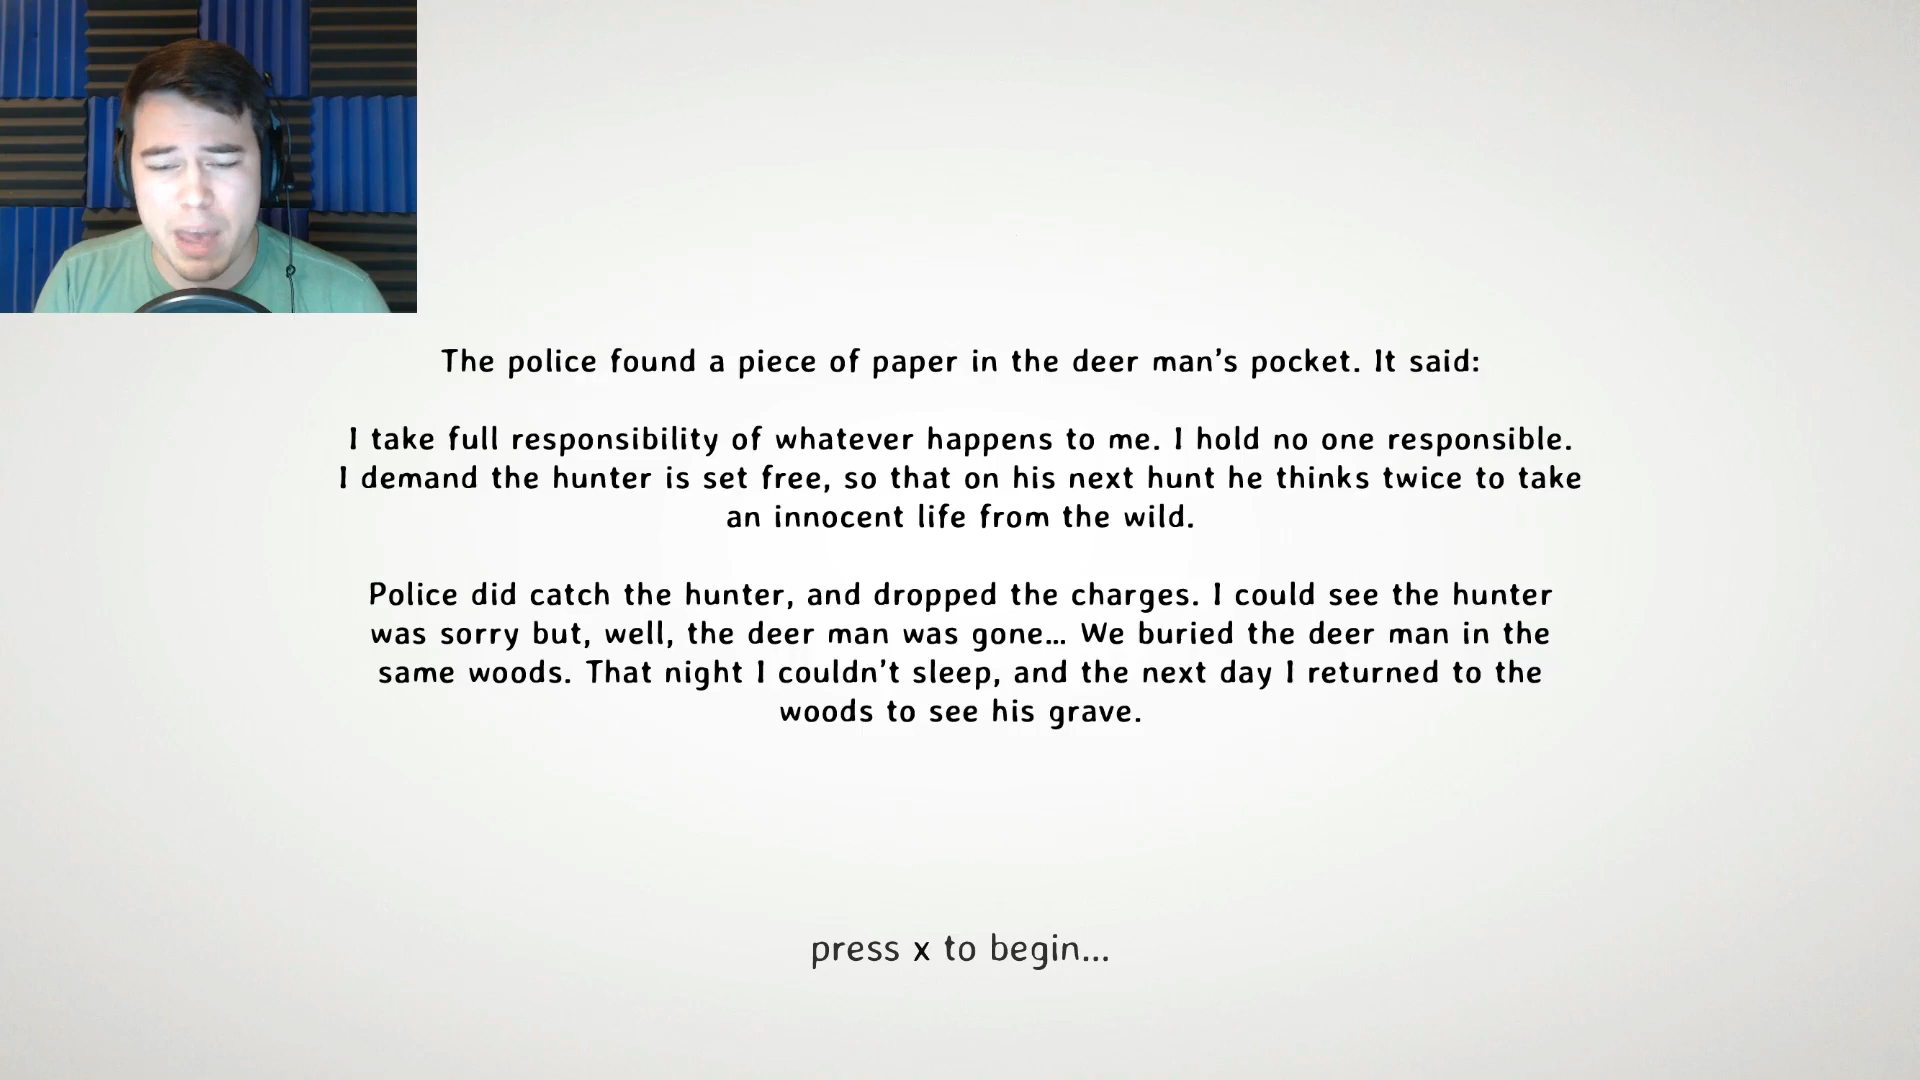 The police found a piece of paper in the deer man's pocket. It said:
I take full responsibility of whatever happens to me. I hold no one responsible.
I demand the hunter is set free, so that on his next hunt he thinks twice to take
an innocent life from the wild.
Police did catch the hunter, and dropped the charges. I could see the hunter
was sorry but, well, the deer man was gone... We buried the deer man in the
same woods. That night I couldn't sleep, and the next day I returned to the
woods to see his grave.
press x to begin...